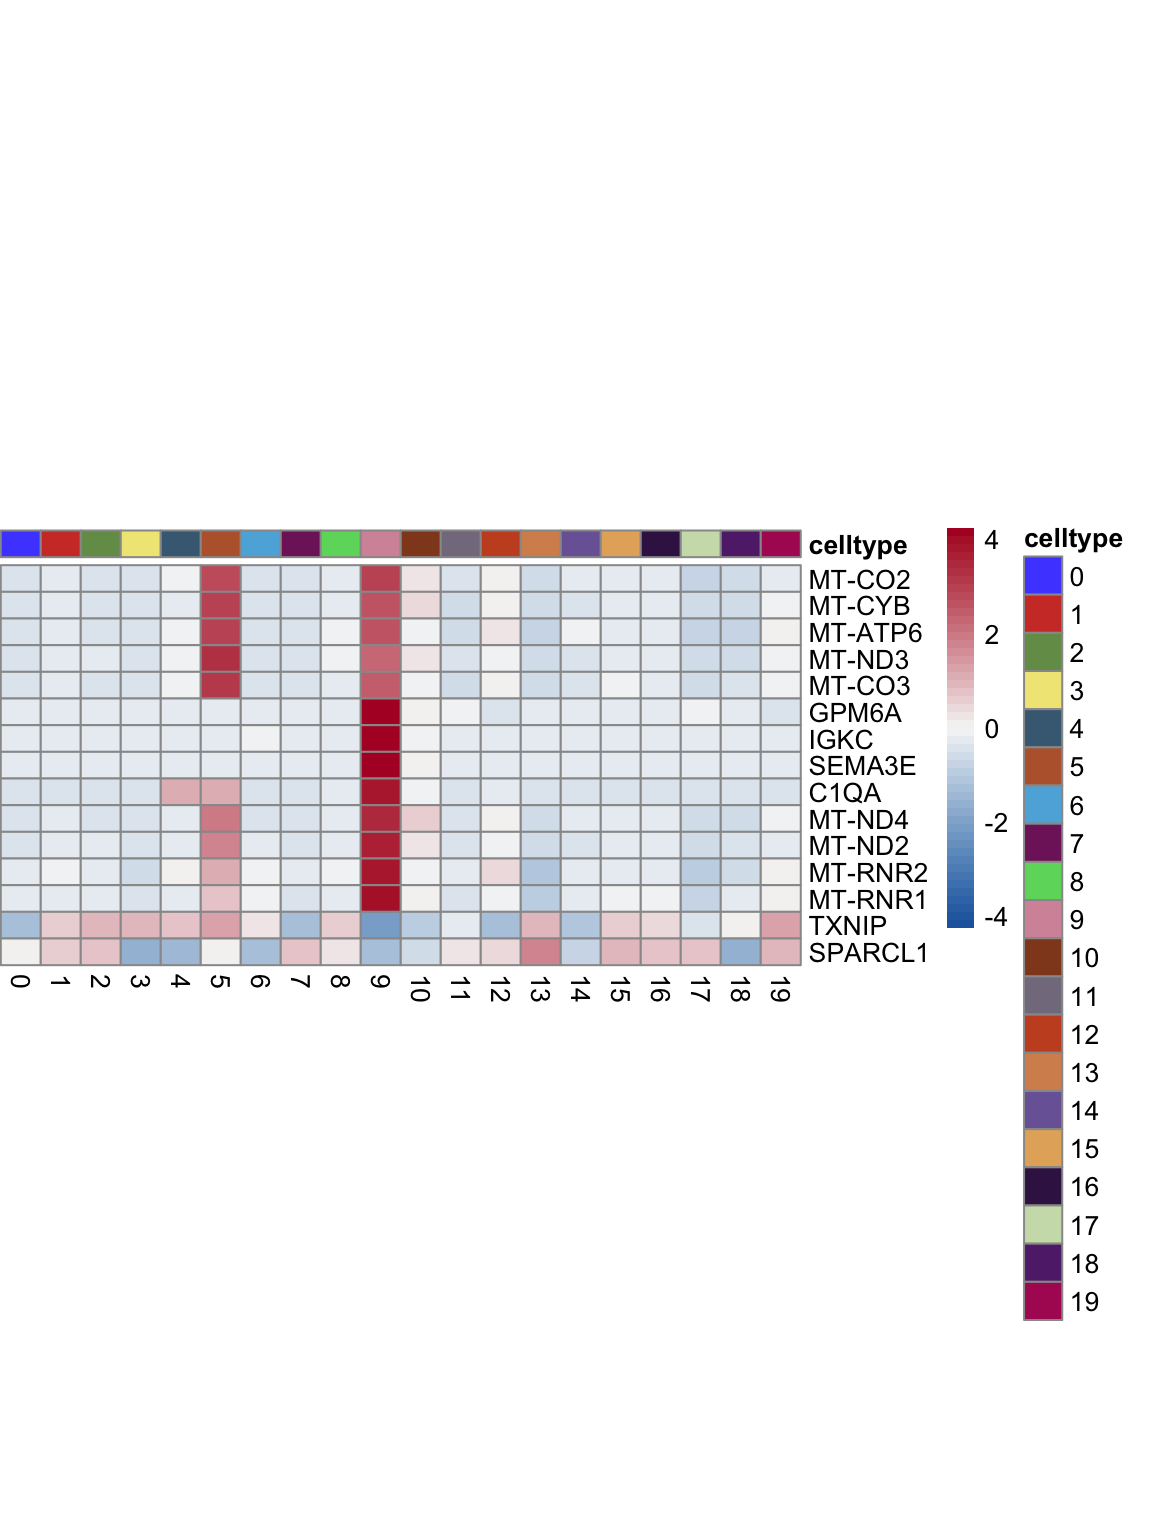 celltype
MT-CO2
MT-CYB
MT-ATP6
MT-ND3
MT-CO3
GPM6A
IGKC
SEMA3E
C1QA
MT-ND4
MT-ND2
MT-RNR2
MT-RNR1
TXNIP
SPARCL1
0 1 2 3 4 5 6 7 8 9 10 11 12 13 14 15 16 17 18 19
4
2
0
-2
-4
celltype
0
1
2
3
4
5
6
7
8
9
10
11
12
13
14
15
16
17
18
19